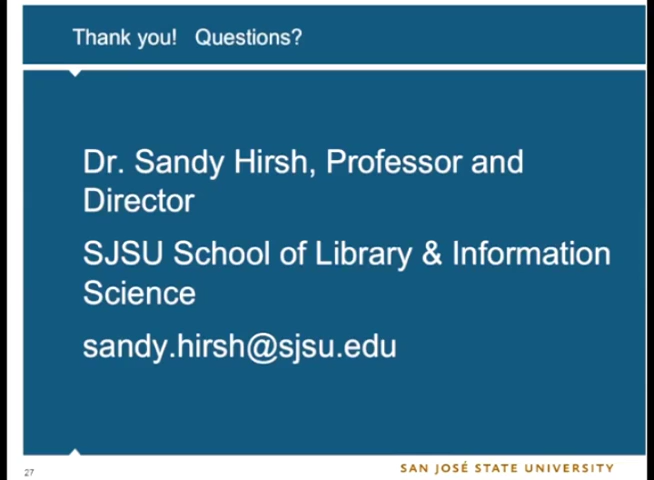 Thank you!   Questions?
Dr. Sandy Hirsh, Professor and
Director
SJSU School of Library & Information
Science
sandy.hirsh@sjsu.edu
27
SAN JOSÉ STATE UNIVERSITY